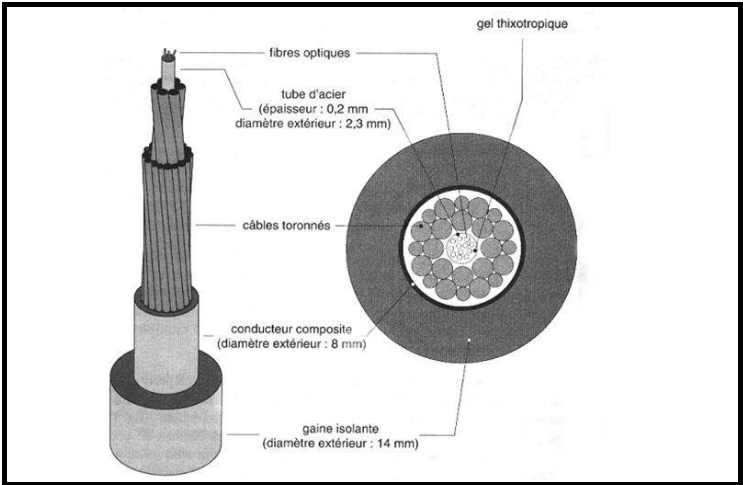 gel thixotropique
fibres optiques
tube d'acier
(épaisseur : 0,2 mm
diamètre extérieur : 2,3 mm)
câbles toronnés
conducteur composite
(diamètre extérieur : 8 mm)
gaine isolante
(diamètre extérieur : 14 mm)